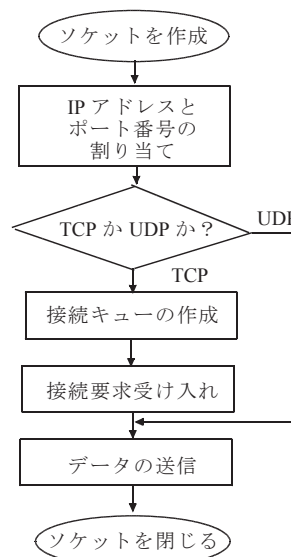 ソケットを作成
IP アドレスと
ポート番号の
割り当て
TCP か UDP か？
UDP
TCP
接続キューの作成
接続要求受け入れ
データの送信
ソケットを閉じる